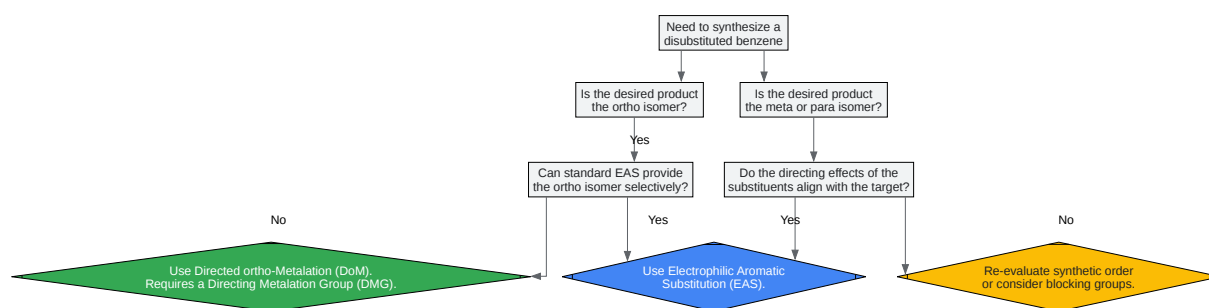 Need to synthesize a
disubstituted benzene
Is the desired product
the ortho isomer?
Is the desired product
the meta or para isomer?
Yes
Can standard EAS provide
the ortho isomer selectively?
Do the directing effects of the
substituents align with the target?
No
Yes
Yes
No
Use Directed ortho-Metalation (DoM).
Requires a Directing Metalation Group (DMG).
Use Electrophilic Aromatic
Substitution (EAS).
Re-evaluate synthetic order
or consider blocking groups.